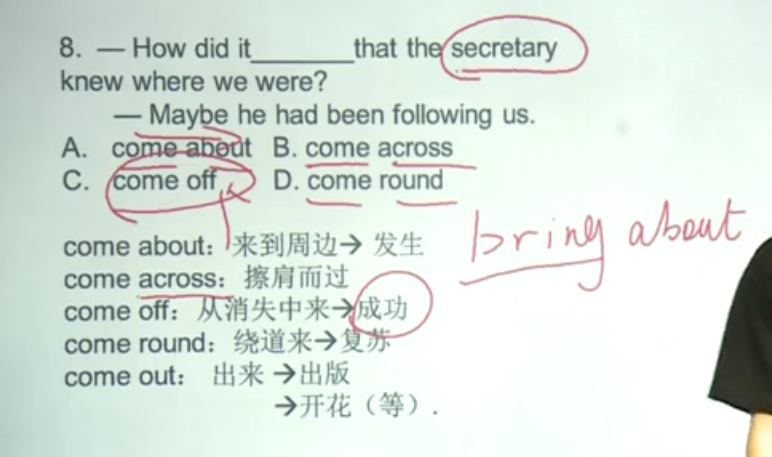 8. — How did it_______that the secretary
knew where we were?
— Maybe he had been following us.
A. come about B. come across
C. come off D. come round
come about：来到周边→ 发生
come across：擦肩而过
come off：从消失中来→成功
come round：绕道来→复苏
come out： 出来 →出版
→开花（等）.
bring about